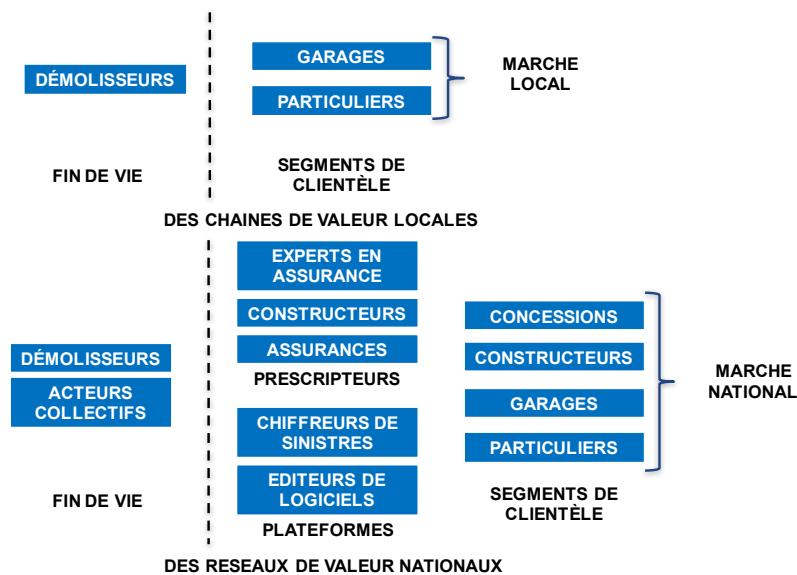 DÉMOLISSEURS
FIN DE VIE
GARAGES
PARTICULIERS
SEGMENTS DE
CLIENTÈLE
MARCHE
LOCAL
DES CHAINES DE VALEUR LOCALES
DÉMOLISSEURS
ACTEURS
COLLECTIFS
FIN DE VIE
EXPERTS EN
ASSURANCE
CONSTRUCTEURS
ASSURANCES
PRESCRIPTEURS
CHIFFREURS DE
SINISTRES
EDITEURS DE
LOGICIELS
PLATEFORMES
CONCESSIONS
CONSTRUCTEURS
GARAGES
PARTICULIERS
SEGMENTS DE
CLIENTÈLE
MARCHE
NATIONAL
DES RESEAUX DE VALEUR NATIONAUX